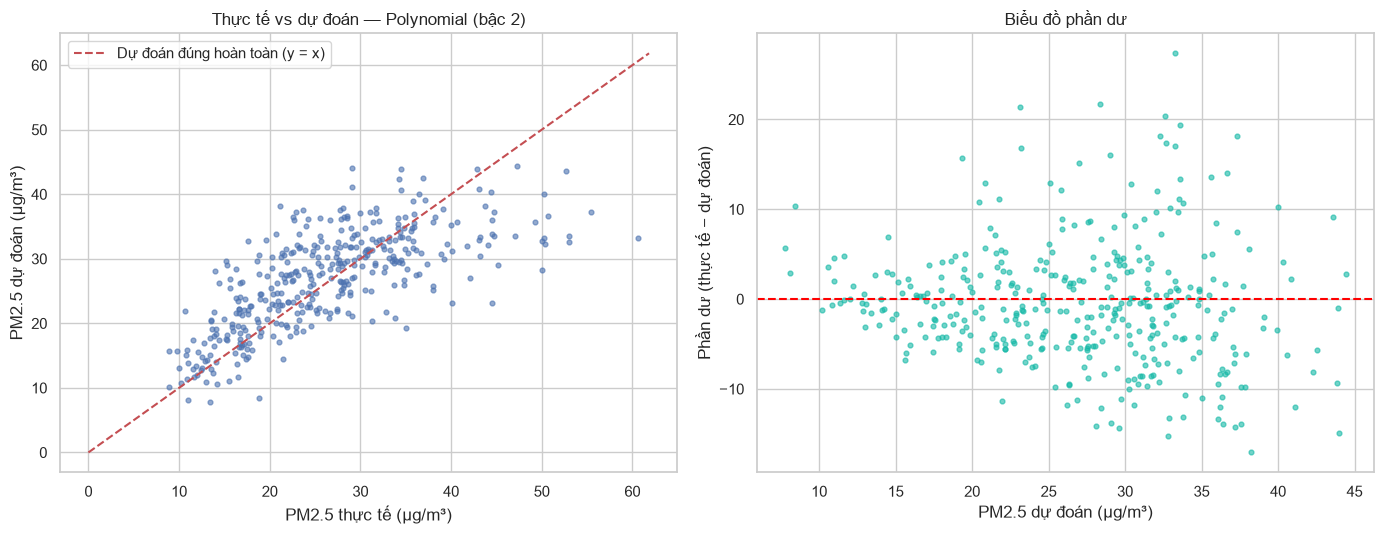 Thực tế vs dự đoán — Polynomial (bậc 2)
Dự đoán đúng hoàn toàn (y = x)
PM2.5 dự đoán (µg/m³)
60
50
40
30
20
10
0
0 10 20 30 40 50 60
PM2.5 thực tế (µg/m³)
Biểu đồ phần dư
Phần dư (thực tế − dự đoán)
20
10
0
−10
10 15 20 25 30 35 40 45
PM2.5 dự đoán (µg/m³)